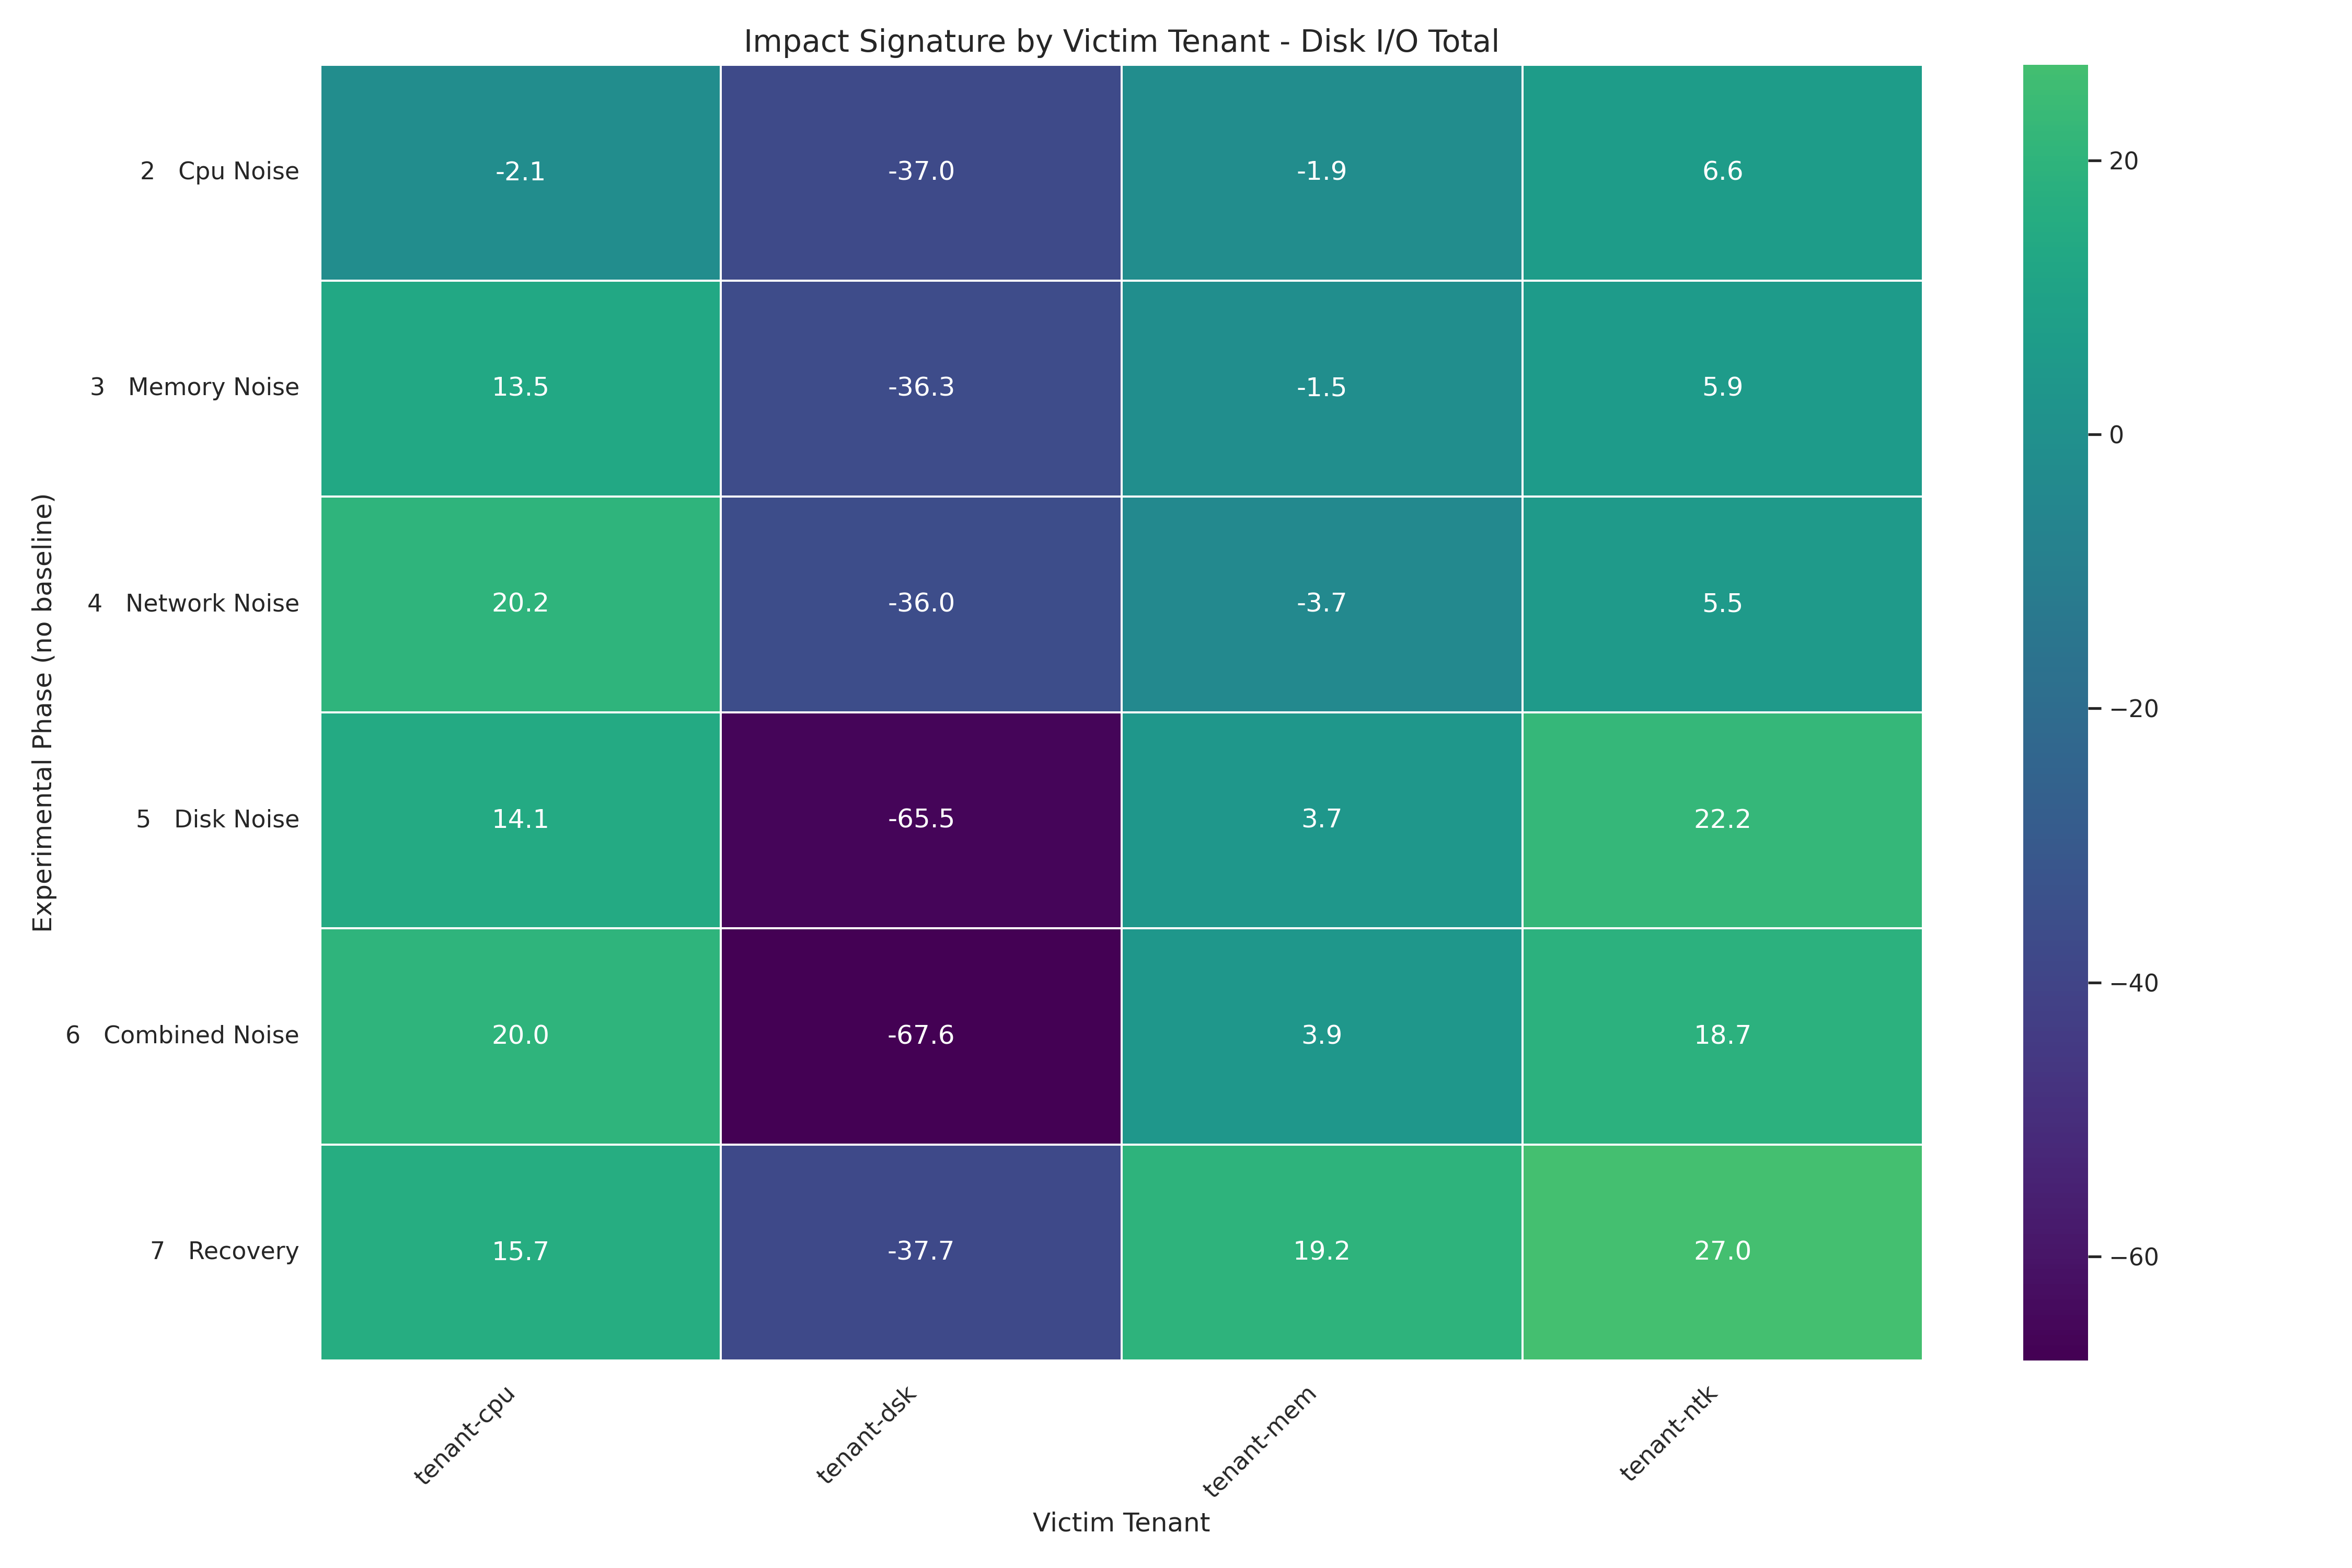 Impact Signature by Victim Tenant - Disk I/O Total
Experimental Phase (no baseline)
2   Cpu Noise
-2.1
-37.0
-1.9
6.6
3   Memory Noise
13.5
-36.3
-1.5
5.9
4   Network Noise
20.2
-36.0
-3.7
5.5
5   Disk Noise
14.1
-65.5
3.7
22.2
6   Combined Noise
20.0
-67.6
3.9
18.7
7   Recovery
15.7
-37.7
19.2
27.0
tenant-cpu
tenant-dsk
tenant-mem
tenant-ntk
Victim Tenant
20
0
−20
−40
−60